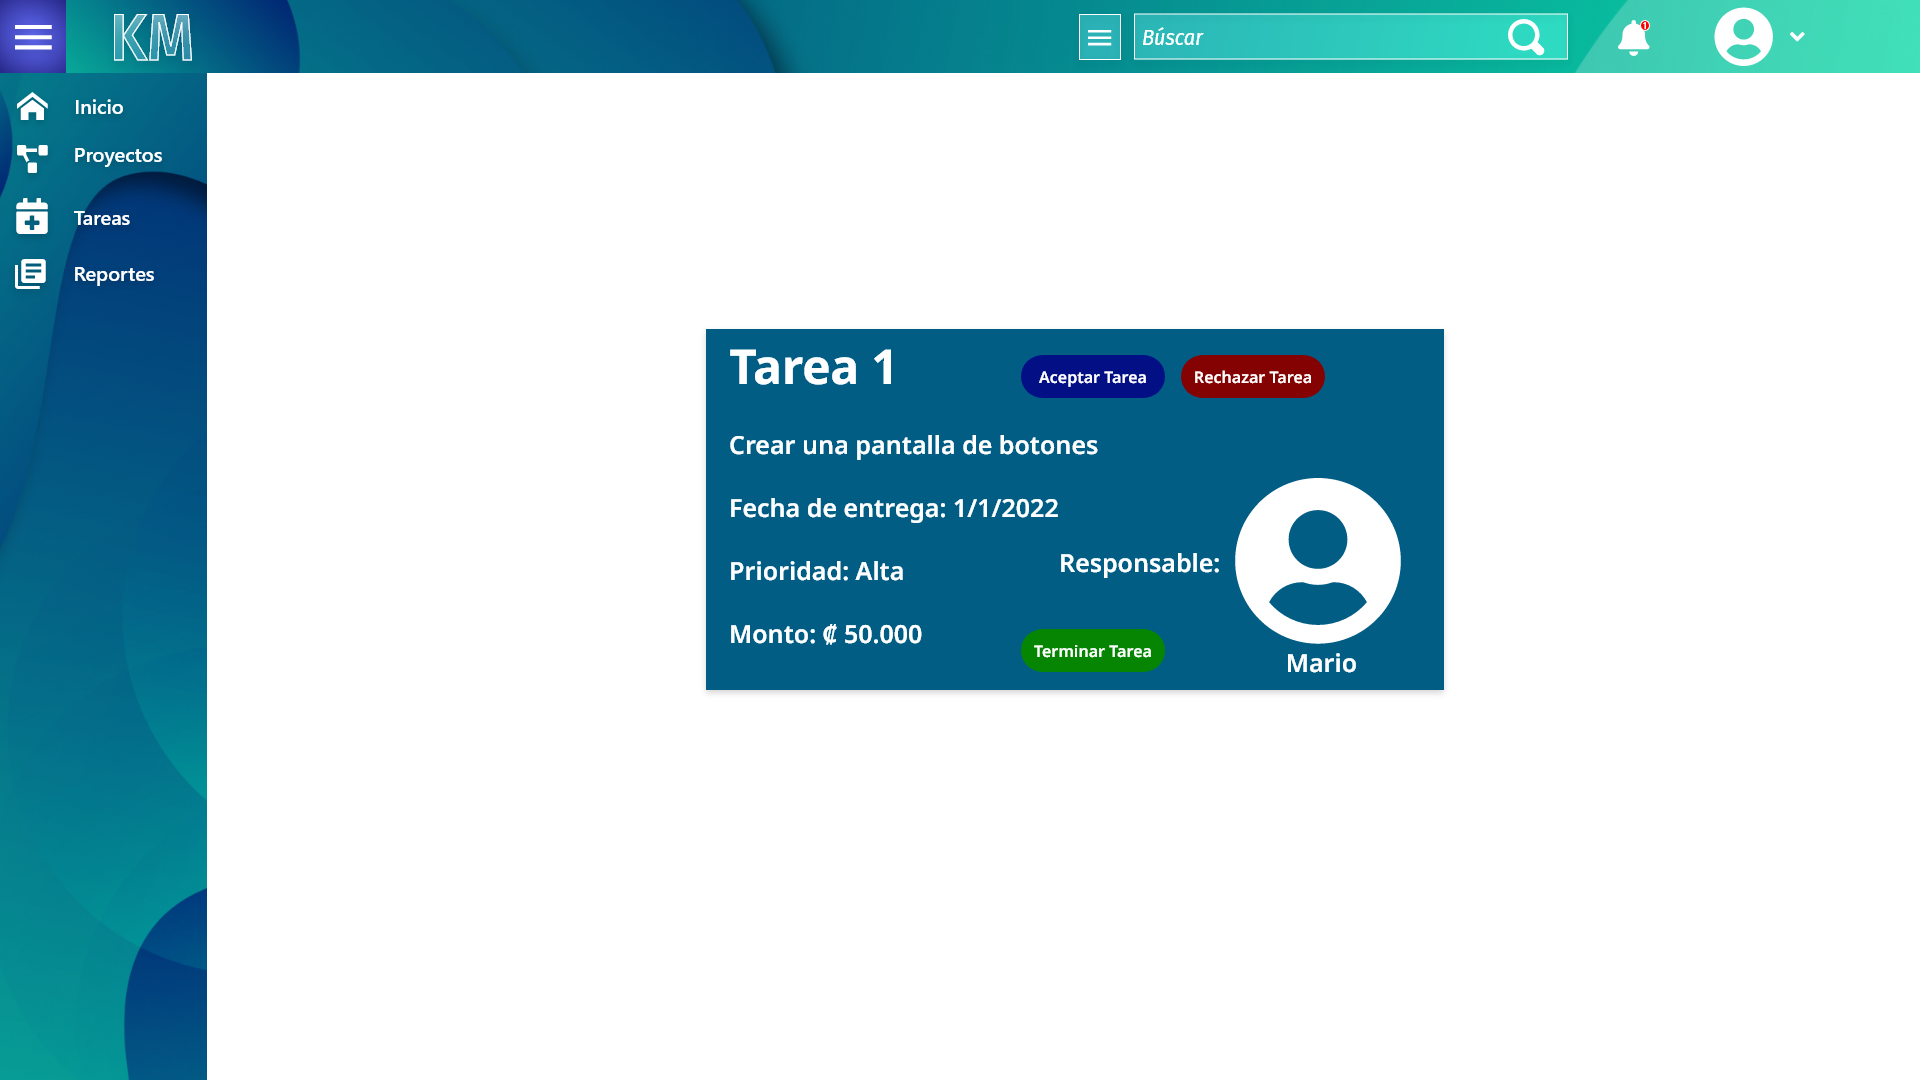 KM
Búscar
1
Inicio
Proyectos
Tareas
Reportes
Tarea 1
Aceptar Tarea
Rechazar Tarea
Crear una pantalla de botones
Fecha de entrega: 1/1/2022
Prioridad: Alta
Responsable:
Monto: ₡ 50.000
Terminar Tarea
Mario